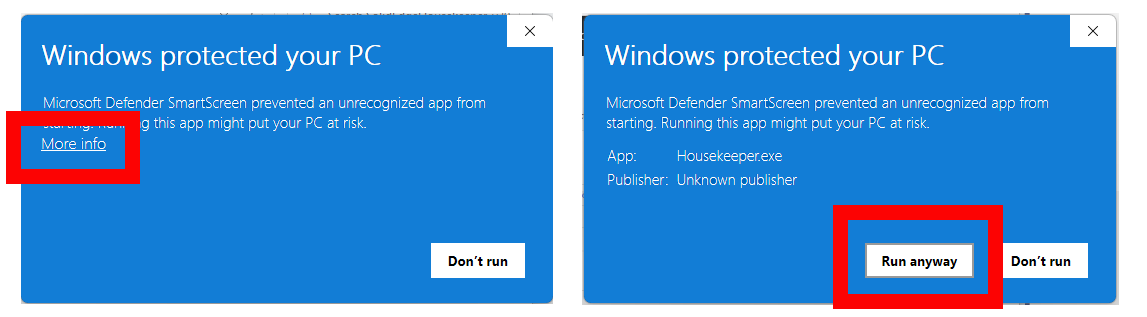 Windows protected your PC
Microsoft Defender SmartScreen prevented an unrecognized app from
starting. Running this app might put your PC at risk.
More info
Don't run
Windows protected your PC
Microsoft Defender SmartScreen prevented an unrecognized app from
starting. Running this app might put your PC at risk.
App: Housekeeper.exe
Publisher: Unknown publisher
Run anyway Don't run